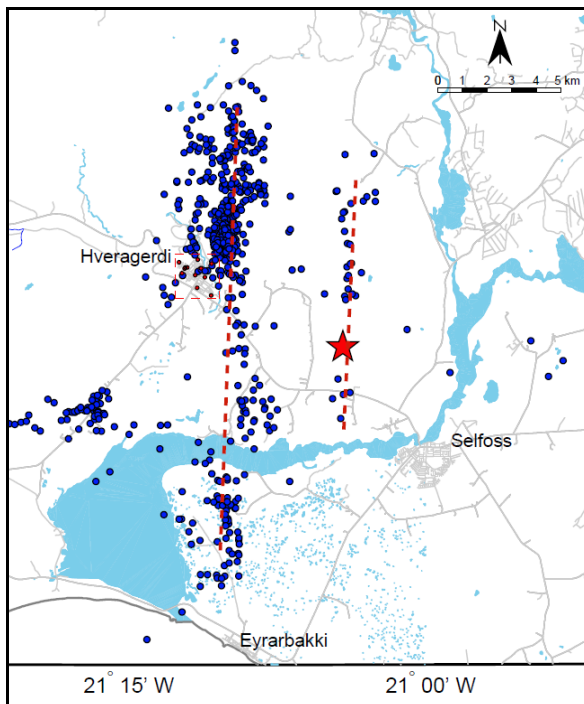 N
0 1 2 3 4 5 km
Hveragerdi
Selfoss
Eyrarbakki
21° 15' W
21° 00' W